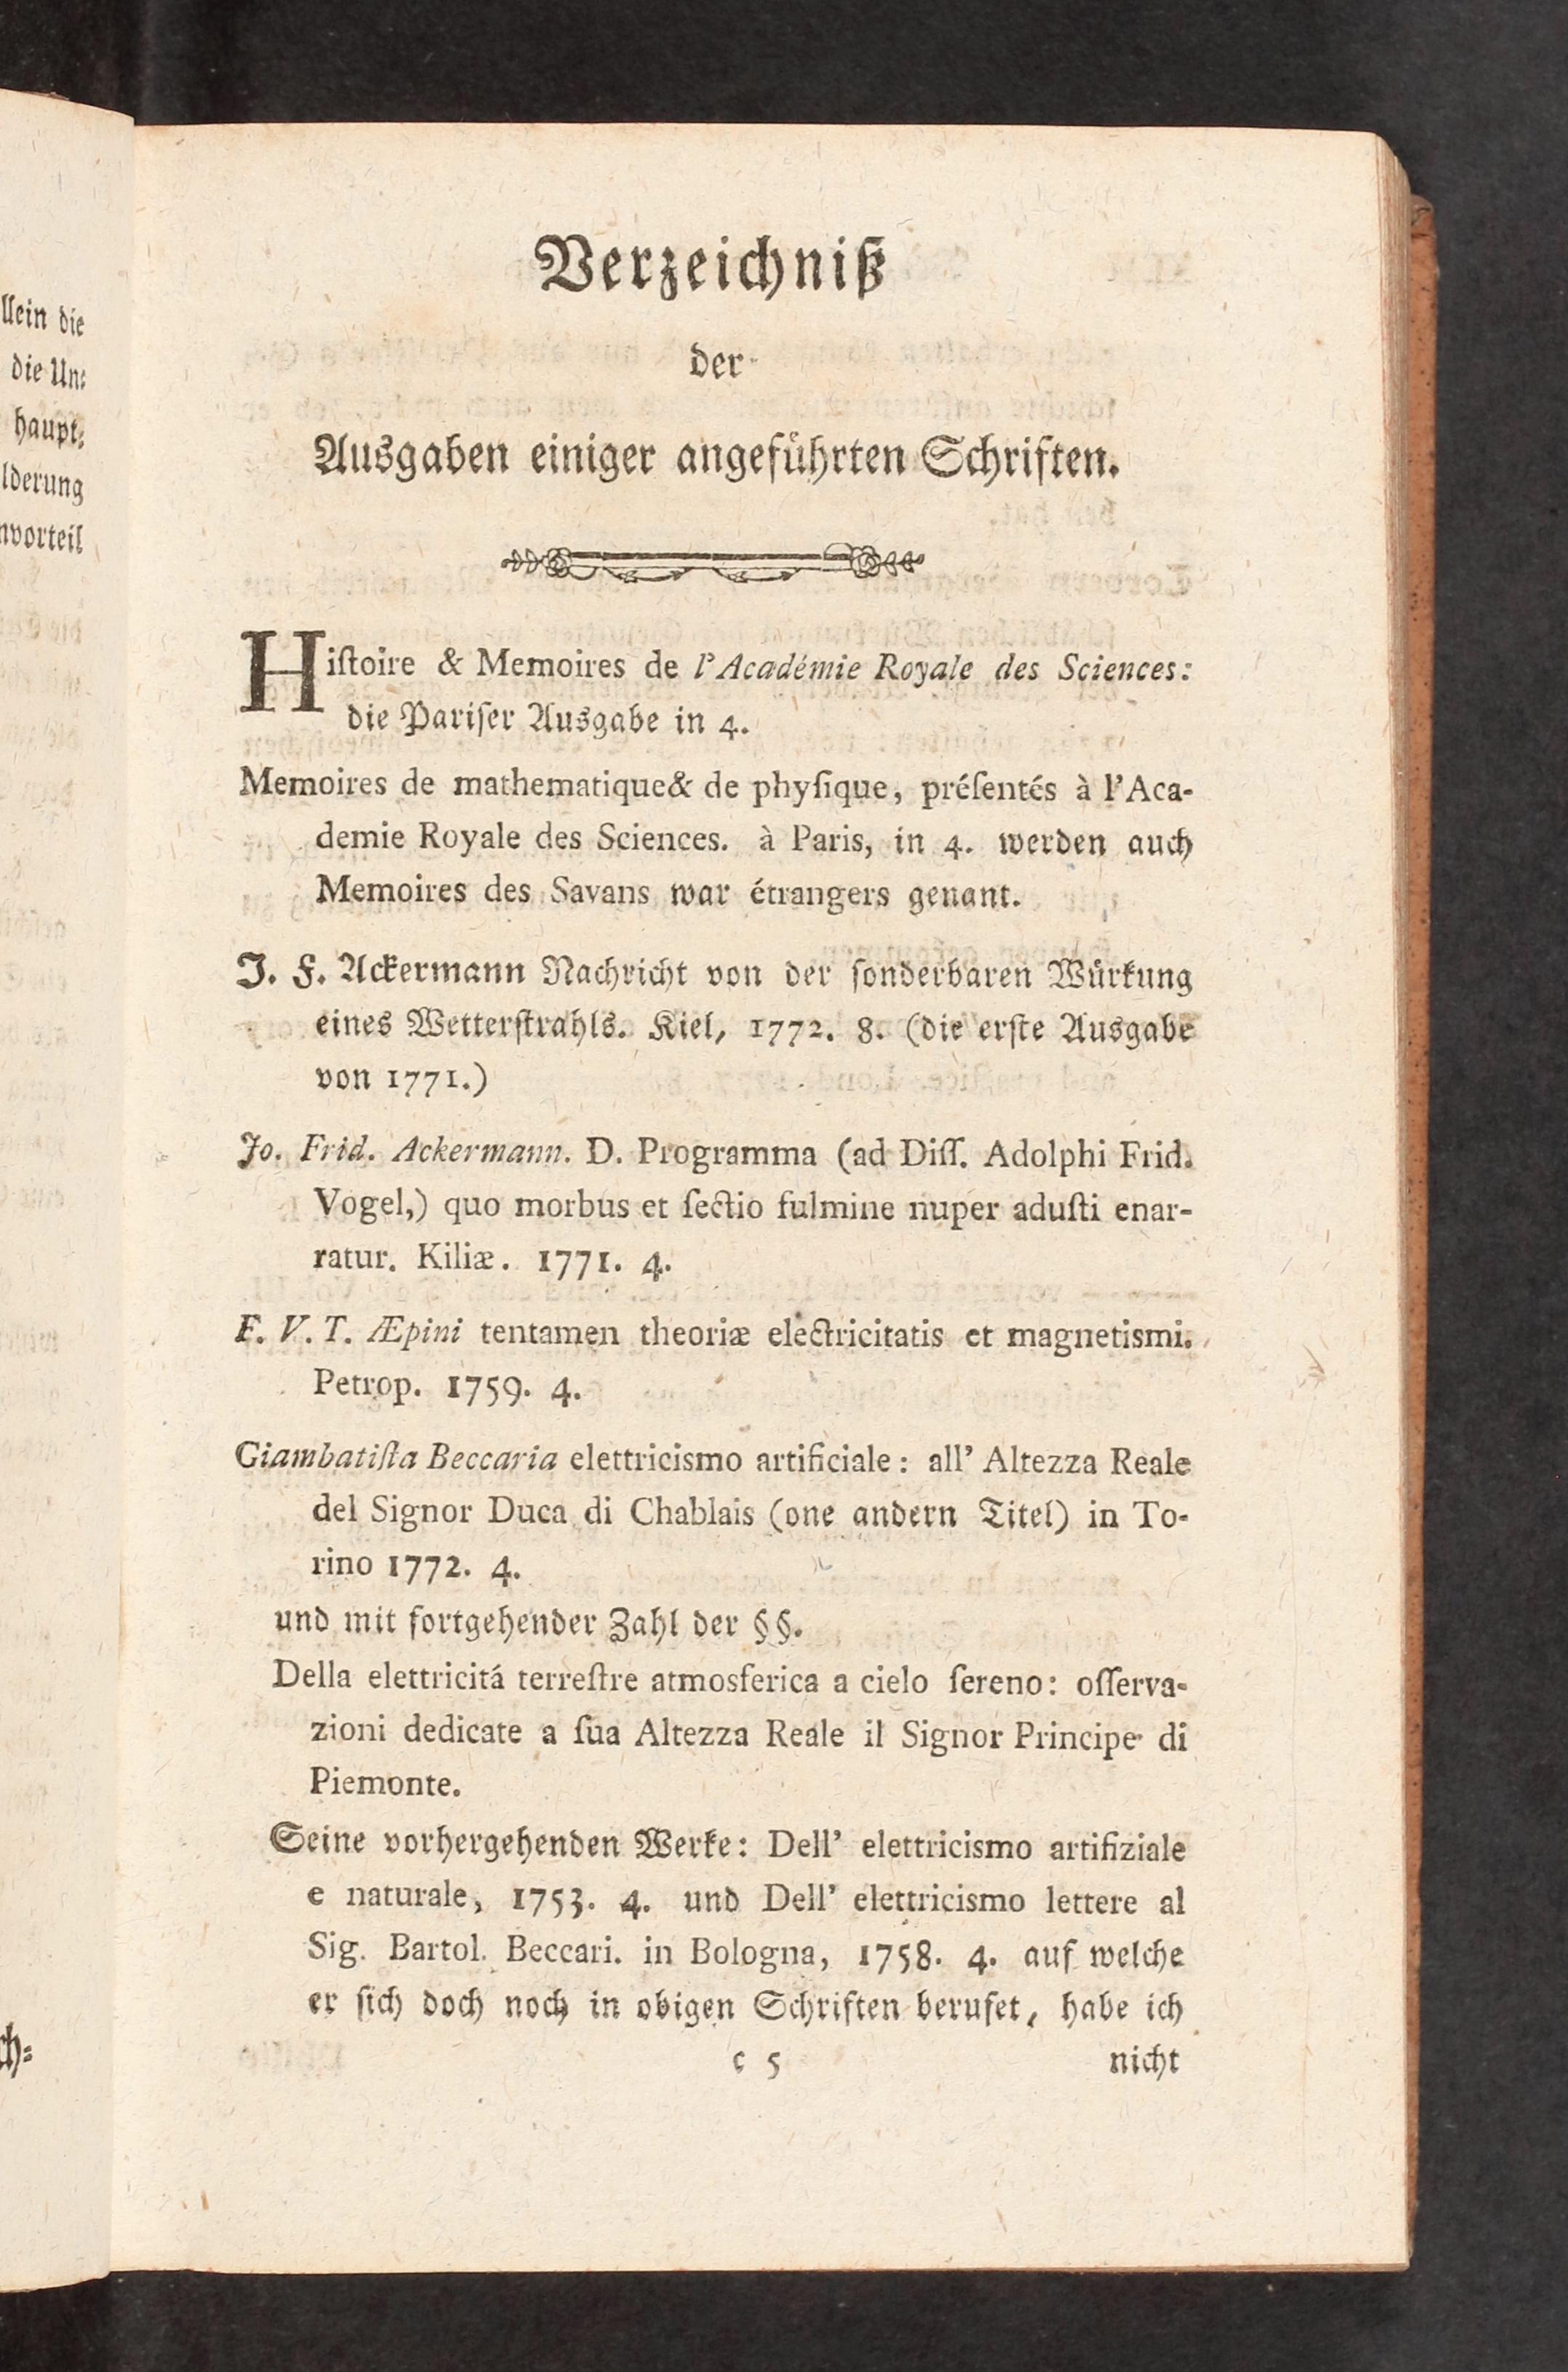 llein die
die Un:
haupt:
lderung
nvorteil
ch=
Verzeichniß
der
Ausgaben einiger angeführten Schriften.
Hiſtoire & Memoires de l'Académie Royale des Sciences:
die Pariſer Ausgabe in 4.
Memoires de mathematique& de phyſique, préſentés à l'Aca-
demie Royale des Sciences. à Paris, in 4. werden auch
Memoires des Savans war étrangers genant.
J. F. Ackermann Nachricht von der ſonderbaren Würkung
eines Wetterſtrahls. Kiel, 1772. 8. (die erſte Ausgabe
von 1771.)
Jo. Frid. Ackermann. D. Programma (ad Diſſ. Adolphi Frid.
Vogel,) quo morbus et ſectio fulmine nuper aduſti enar-
ratur. Kiliæ. 1771. 4.
F. V. T. Æpini tentamen theoriæ electricitatis et magnetismi.
Petrop. 1759. 4.
Giambatiſta Beccaria elettricismo artificiale: all' Altezza Reale
del Signor Duca di Chablais (one andern Titel) in To-
rino 1772. 4.
und mit fortgehender Zahl der §§.
Della elettricitá terreſtre atmosferica a cielo ſereno: oſſerva-
zioni dedicate a ſua Altezza Reale il Signor Principe di
Piemonte.
Seine vorhergehenden Werke: Dell' elettricismo artifiziale
e naturale, 1753. 4. und Dell' elettricismo lettere al
Sig. Bartol. Beccari. in Bologna, 1758. 4. auf welche
er ſich doch noch in obigen Schriften berufet, habe ich
c 5
nicht